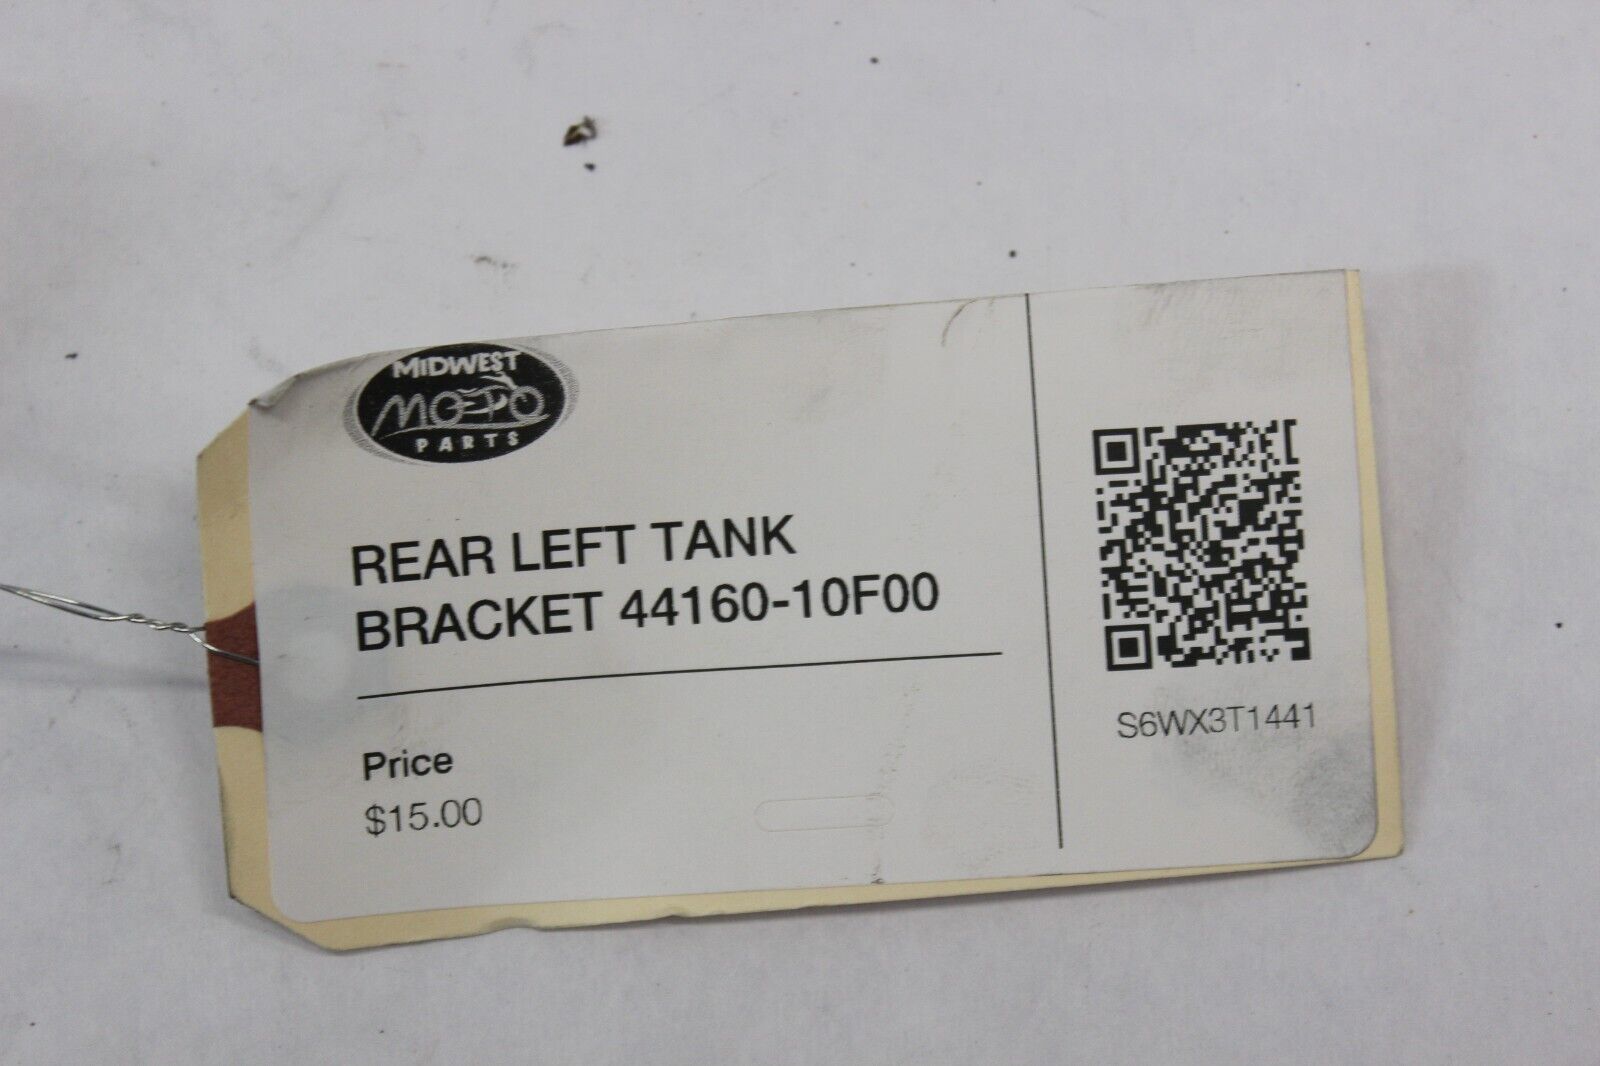 MIDWEST
MOTO
PARTS
REAR LEFT TANK
BRACKET 44160-10F00
Price
$15.00
S6WX3T1441